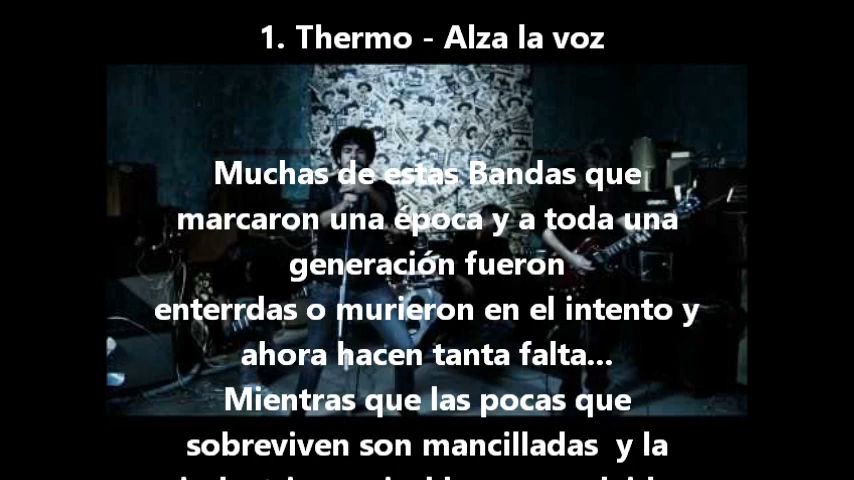 1. Thermo - Alza la voz
Muchas de estas Bandas que
marcaron una época y a toda una
generación fueron
enterrdas o murieron en el intento y
ahora hacen tanta falta...
Mientras que las pocas que
sobreviven son mancilladas  y la